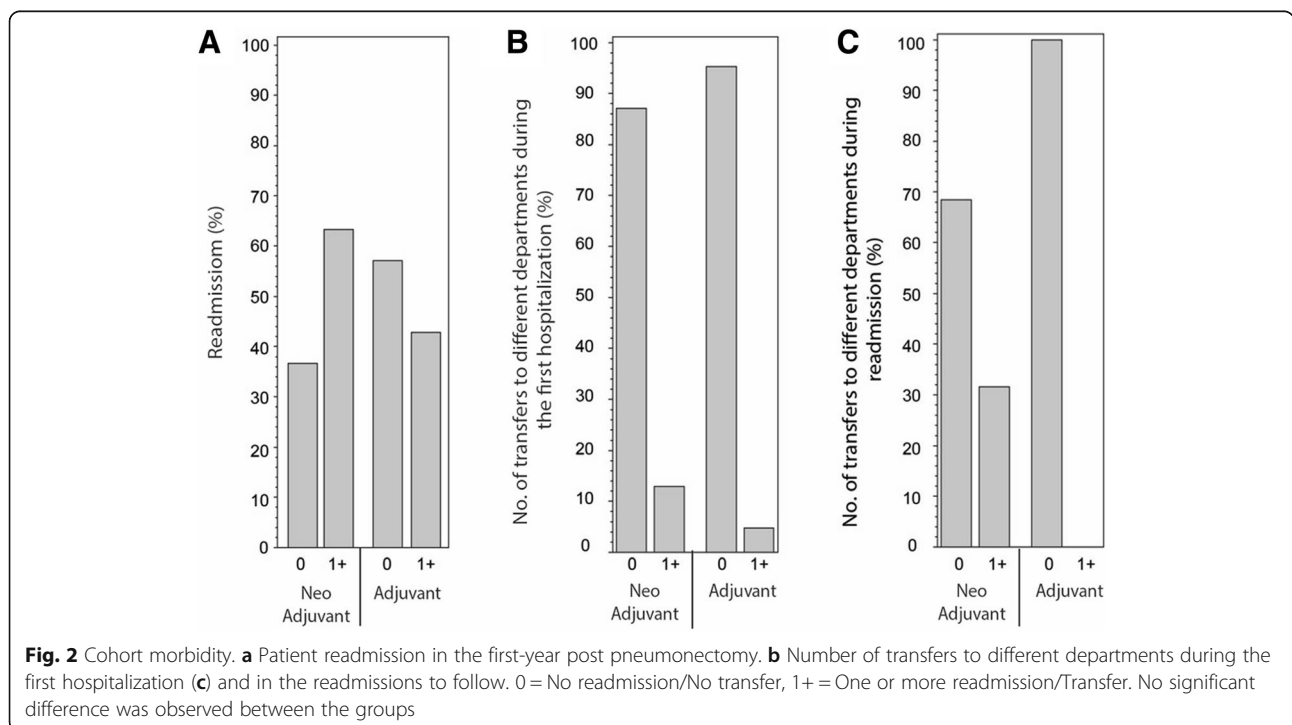 A
B
C
Readmissiom (%)
100
90
80
70
60
50
40
30
20
10
0
0 1+ 0 1+
Neo Adjuvant
Adjuvant
No. of transfers to different departments during
the first hospitalization (%)
100
90
80
70
60
50
40
30
20
10
0
0 1+ 0 1+
Neo Adjuvant
Adjuvant
No. of transfers to different departments during
readmission (%)
100
90
80
70
60
50
40
30
20
10
0
0 1+ 0 1+
Neo Adjuvant
Adjuvant
Fig. 2 Cohort morbidity. a Patient readmission in the first-year post pneumonectomy. b Number of transfers to different departments during the
first hospitalization (c) and in the readmissions to follow. 0 = No readmission/No transfer, 1+ = One or more readmission/Transfer. No significant
difference was observed between the groups